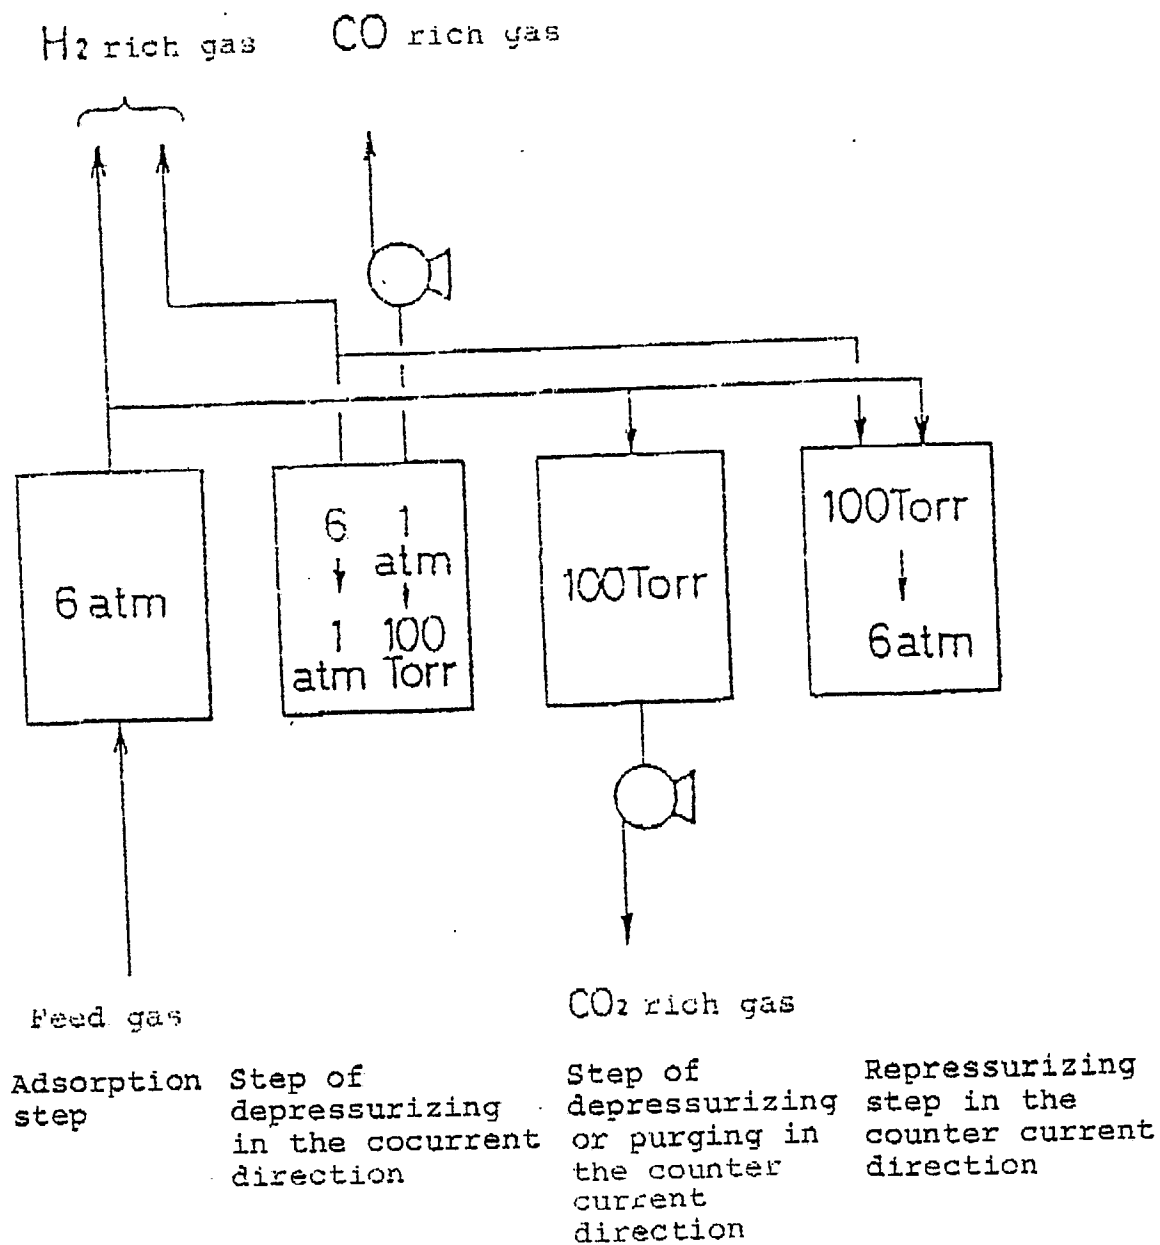 H2 rich gas
CO rich gas
6 atm
6 1
atm
1 100
atm Torr
100Torr
100Torr
6atm
Feed gas
CO2 rich gas
Adsorption
step
Step of
depressurizing
in the cocurrent
direction
Step of
depressurizing
or purging in
the counter
current
direction
Repressurizing
step in the
counter current
direction